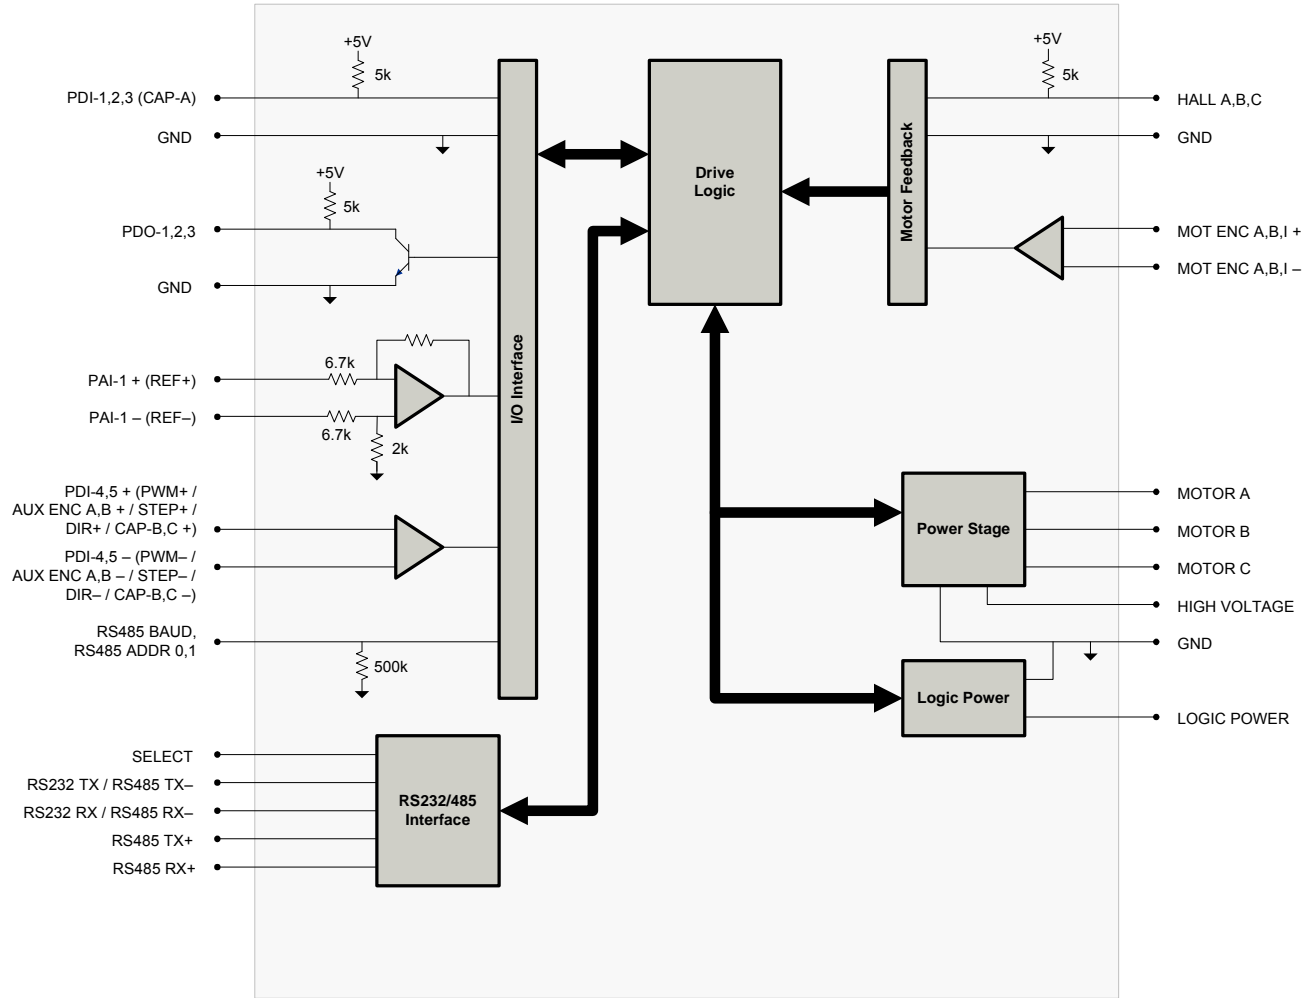 +5V
5k
PDI-1,2,3 (CAP-A)
GND
+5V
5k
PDO-1,2,3
GND
6.7k
PAI-1 + (REF+)
PAI-1 – (REF–)
6.7k
2k
PDI-4,5 + (PWM+ /
AUX ENC A,B + / STEP+ /
DIR+ / CAP-B,C +)
PDI-4,5 – (PWM– /
AUX ENC A,B – / STEP– /
DIR– / CAP-B,C –)
RS485 BAUD,
RS485 ADDR 0,1
500k
I/O Interface
SELECT
RS232 TX / RS485 TX–
RS232 RX / RS485 RX–
RS485 TX+
RS485 RX+
RS232/485
Interface
Drive
Logic
Motor Feedback
+5V
5k
HALL A,B,C
GND
MOT ENC A,B,I +
MOT ENC A,B,I –
Power Stage
MOTOR A
MOTOR B
MOTOR C
HIGH VOLTAGE
GND
Logic Power
LOGIC POWER